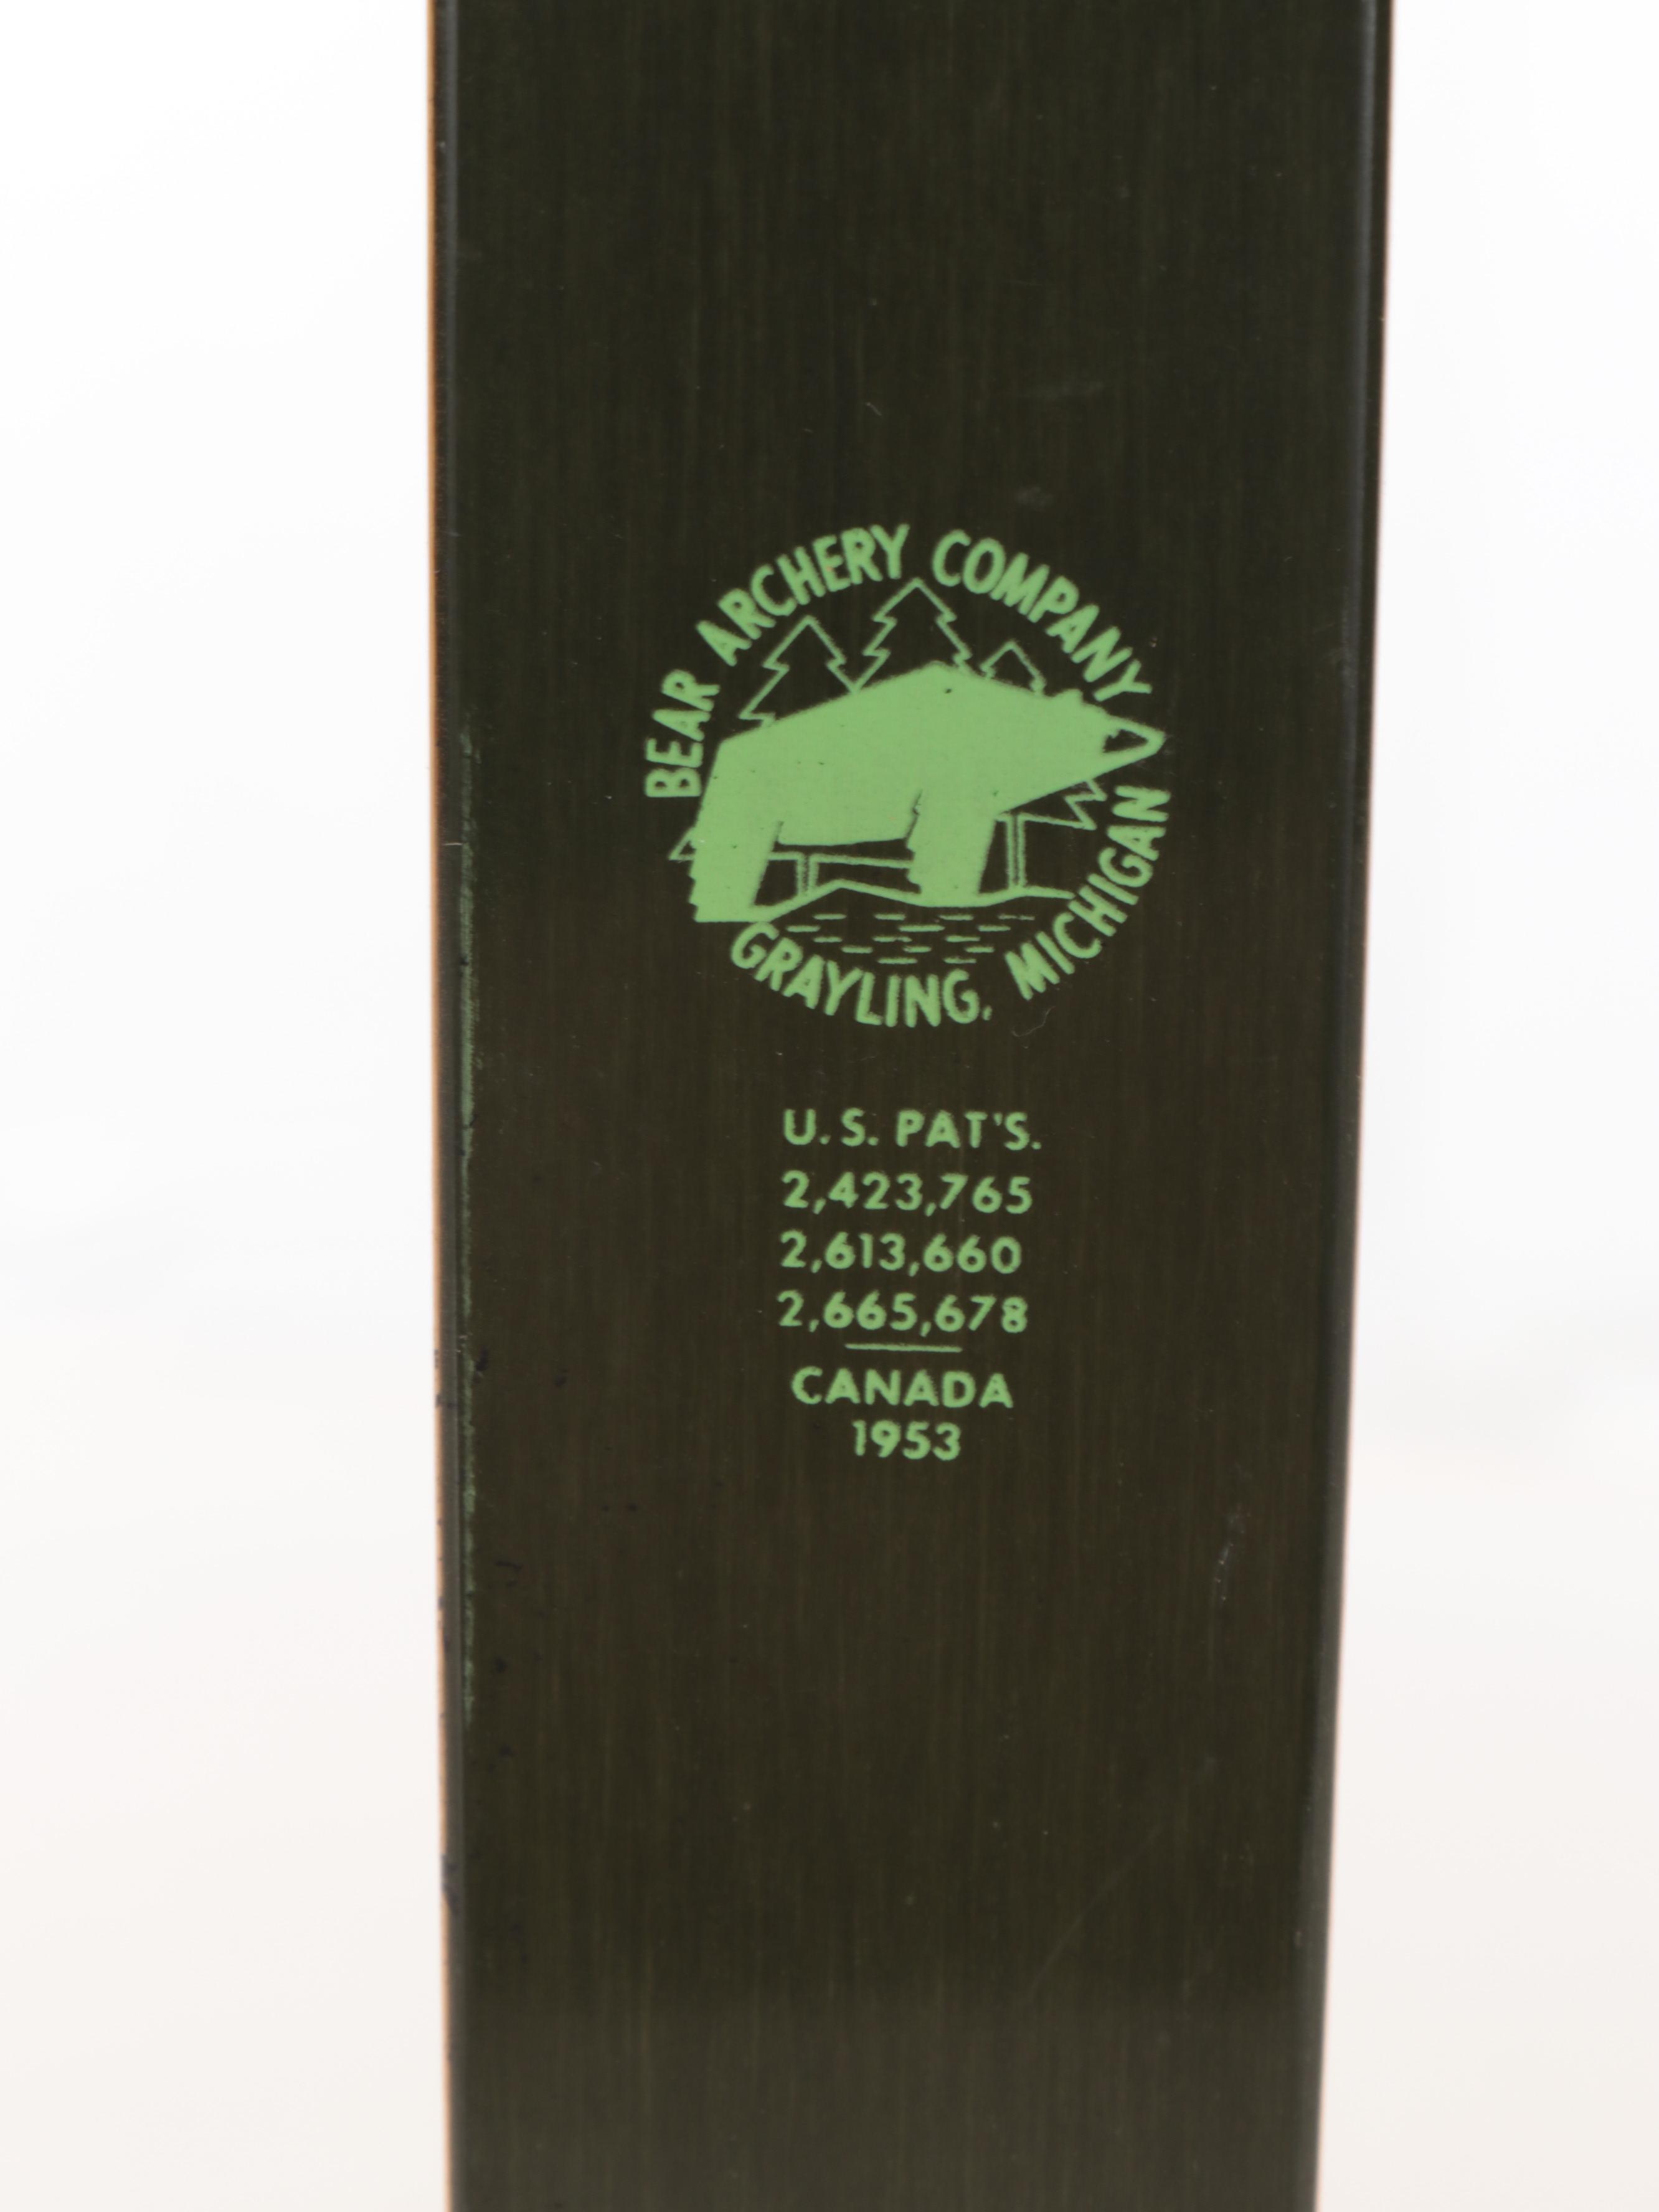 BEAR ARCHERY COMPANY
GRAYLING, MICHIGAN
U.S. PAT'S.
2,423,765
2,613,660
2,665,678
CANADA
1953